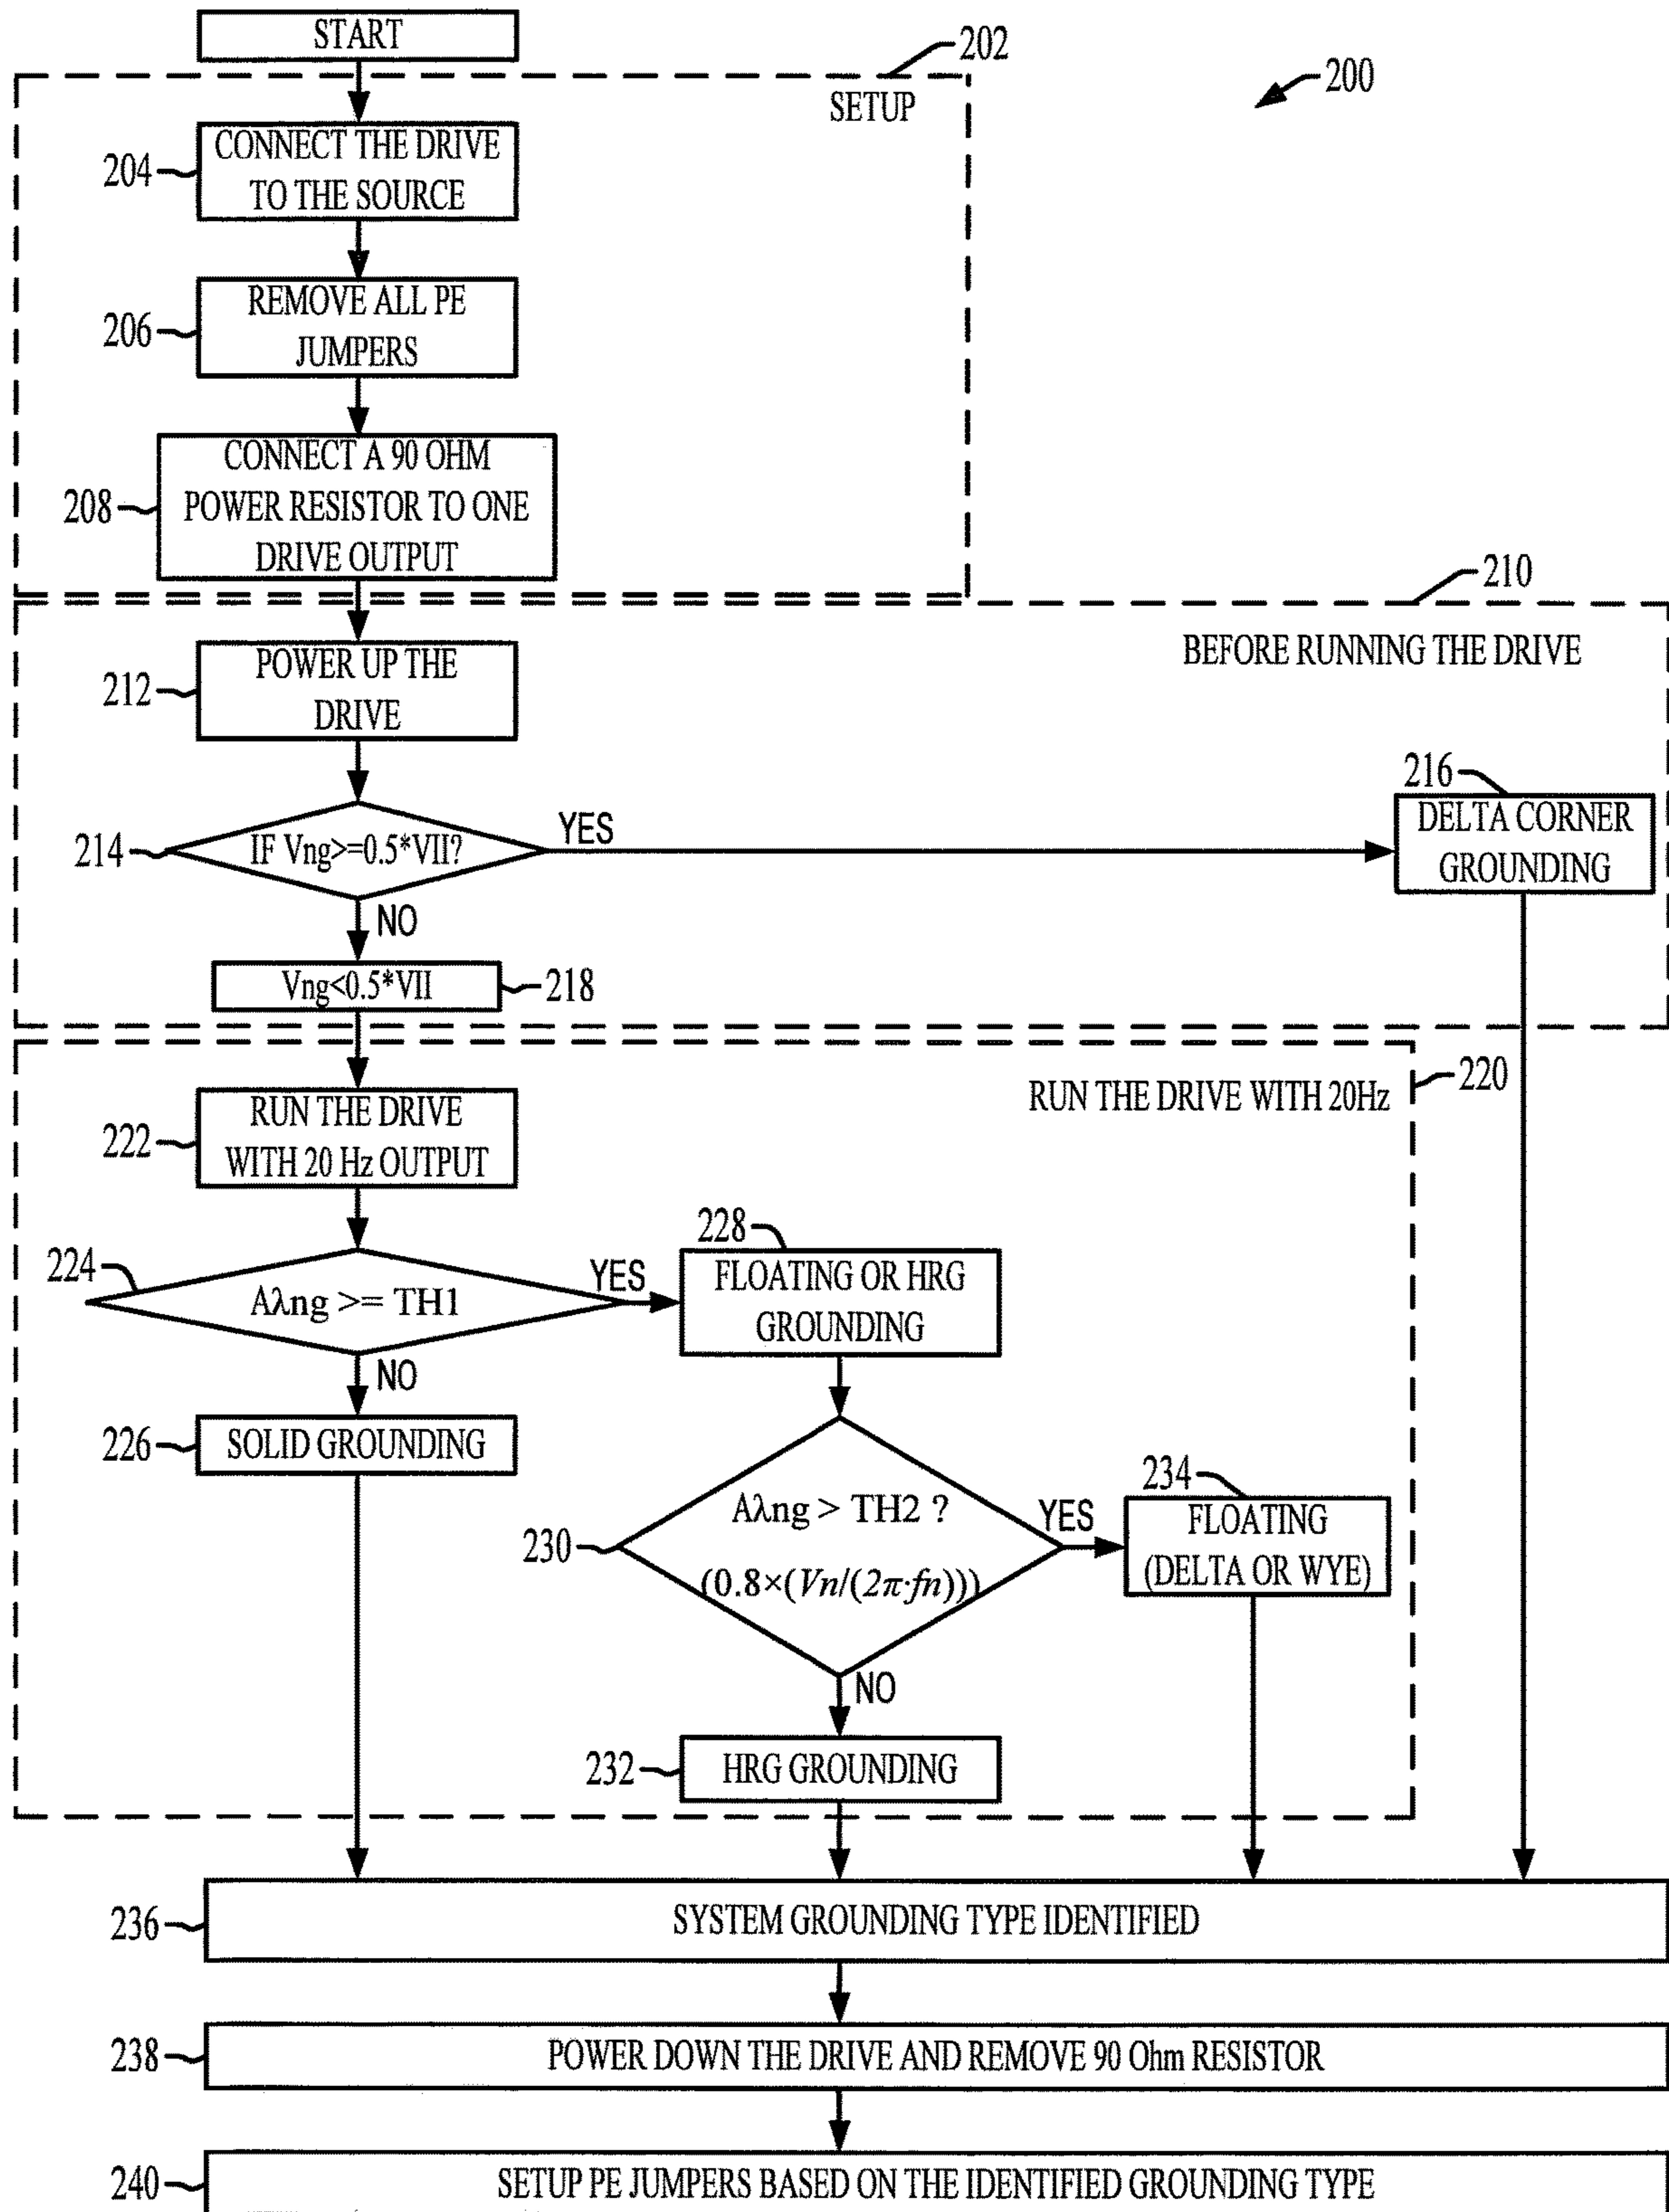 START
202
200
SETUP
204
CONNECT THE DRIVE
TO THE SOURCE
206
REMOVE ALL PE
JUMPERS
208
CONNECT A 90 OHM
POWER RESISTOR TO ONE
DRIVE OUTPUT
210
BEFORE RUNNING THE DRIVE
212
POWER UP THE
DRIVE
214
IF Vng>=0.5*VII?
YES
216
DELTA CORNER
GROUNDING
NO
Vng<0.5*VII
218
220
RUN THE DRIVE WITH 20Hz
222
RUN THE DRIVE
WITH 20 Hz OUTPUT
224
Aλng >= TH1
YES
228
FLOATING OR HRG
GROUNDING
NO
226
SOLID GROUNDING
230
Aλng > TH2 ?
(0.8×(Vn/(2π·fn)))
YES
234
FLOATING
(DELTA OR WYE)
NO
232
HRG GROUNDING
236
SYSTEM GROUNDING TYPE IDENTIFIED
238
POWER DOWN THE DRIVE AND REMOVE 90 Ohm RESISTOR
240
SETUP PE JUMPERS BASED ON THE IDENTIFIED GROUNDING TYPE